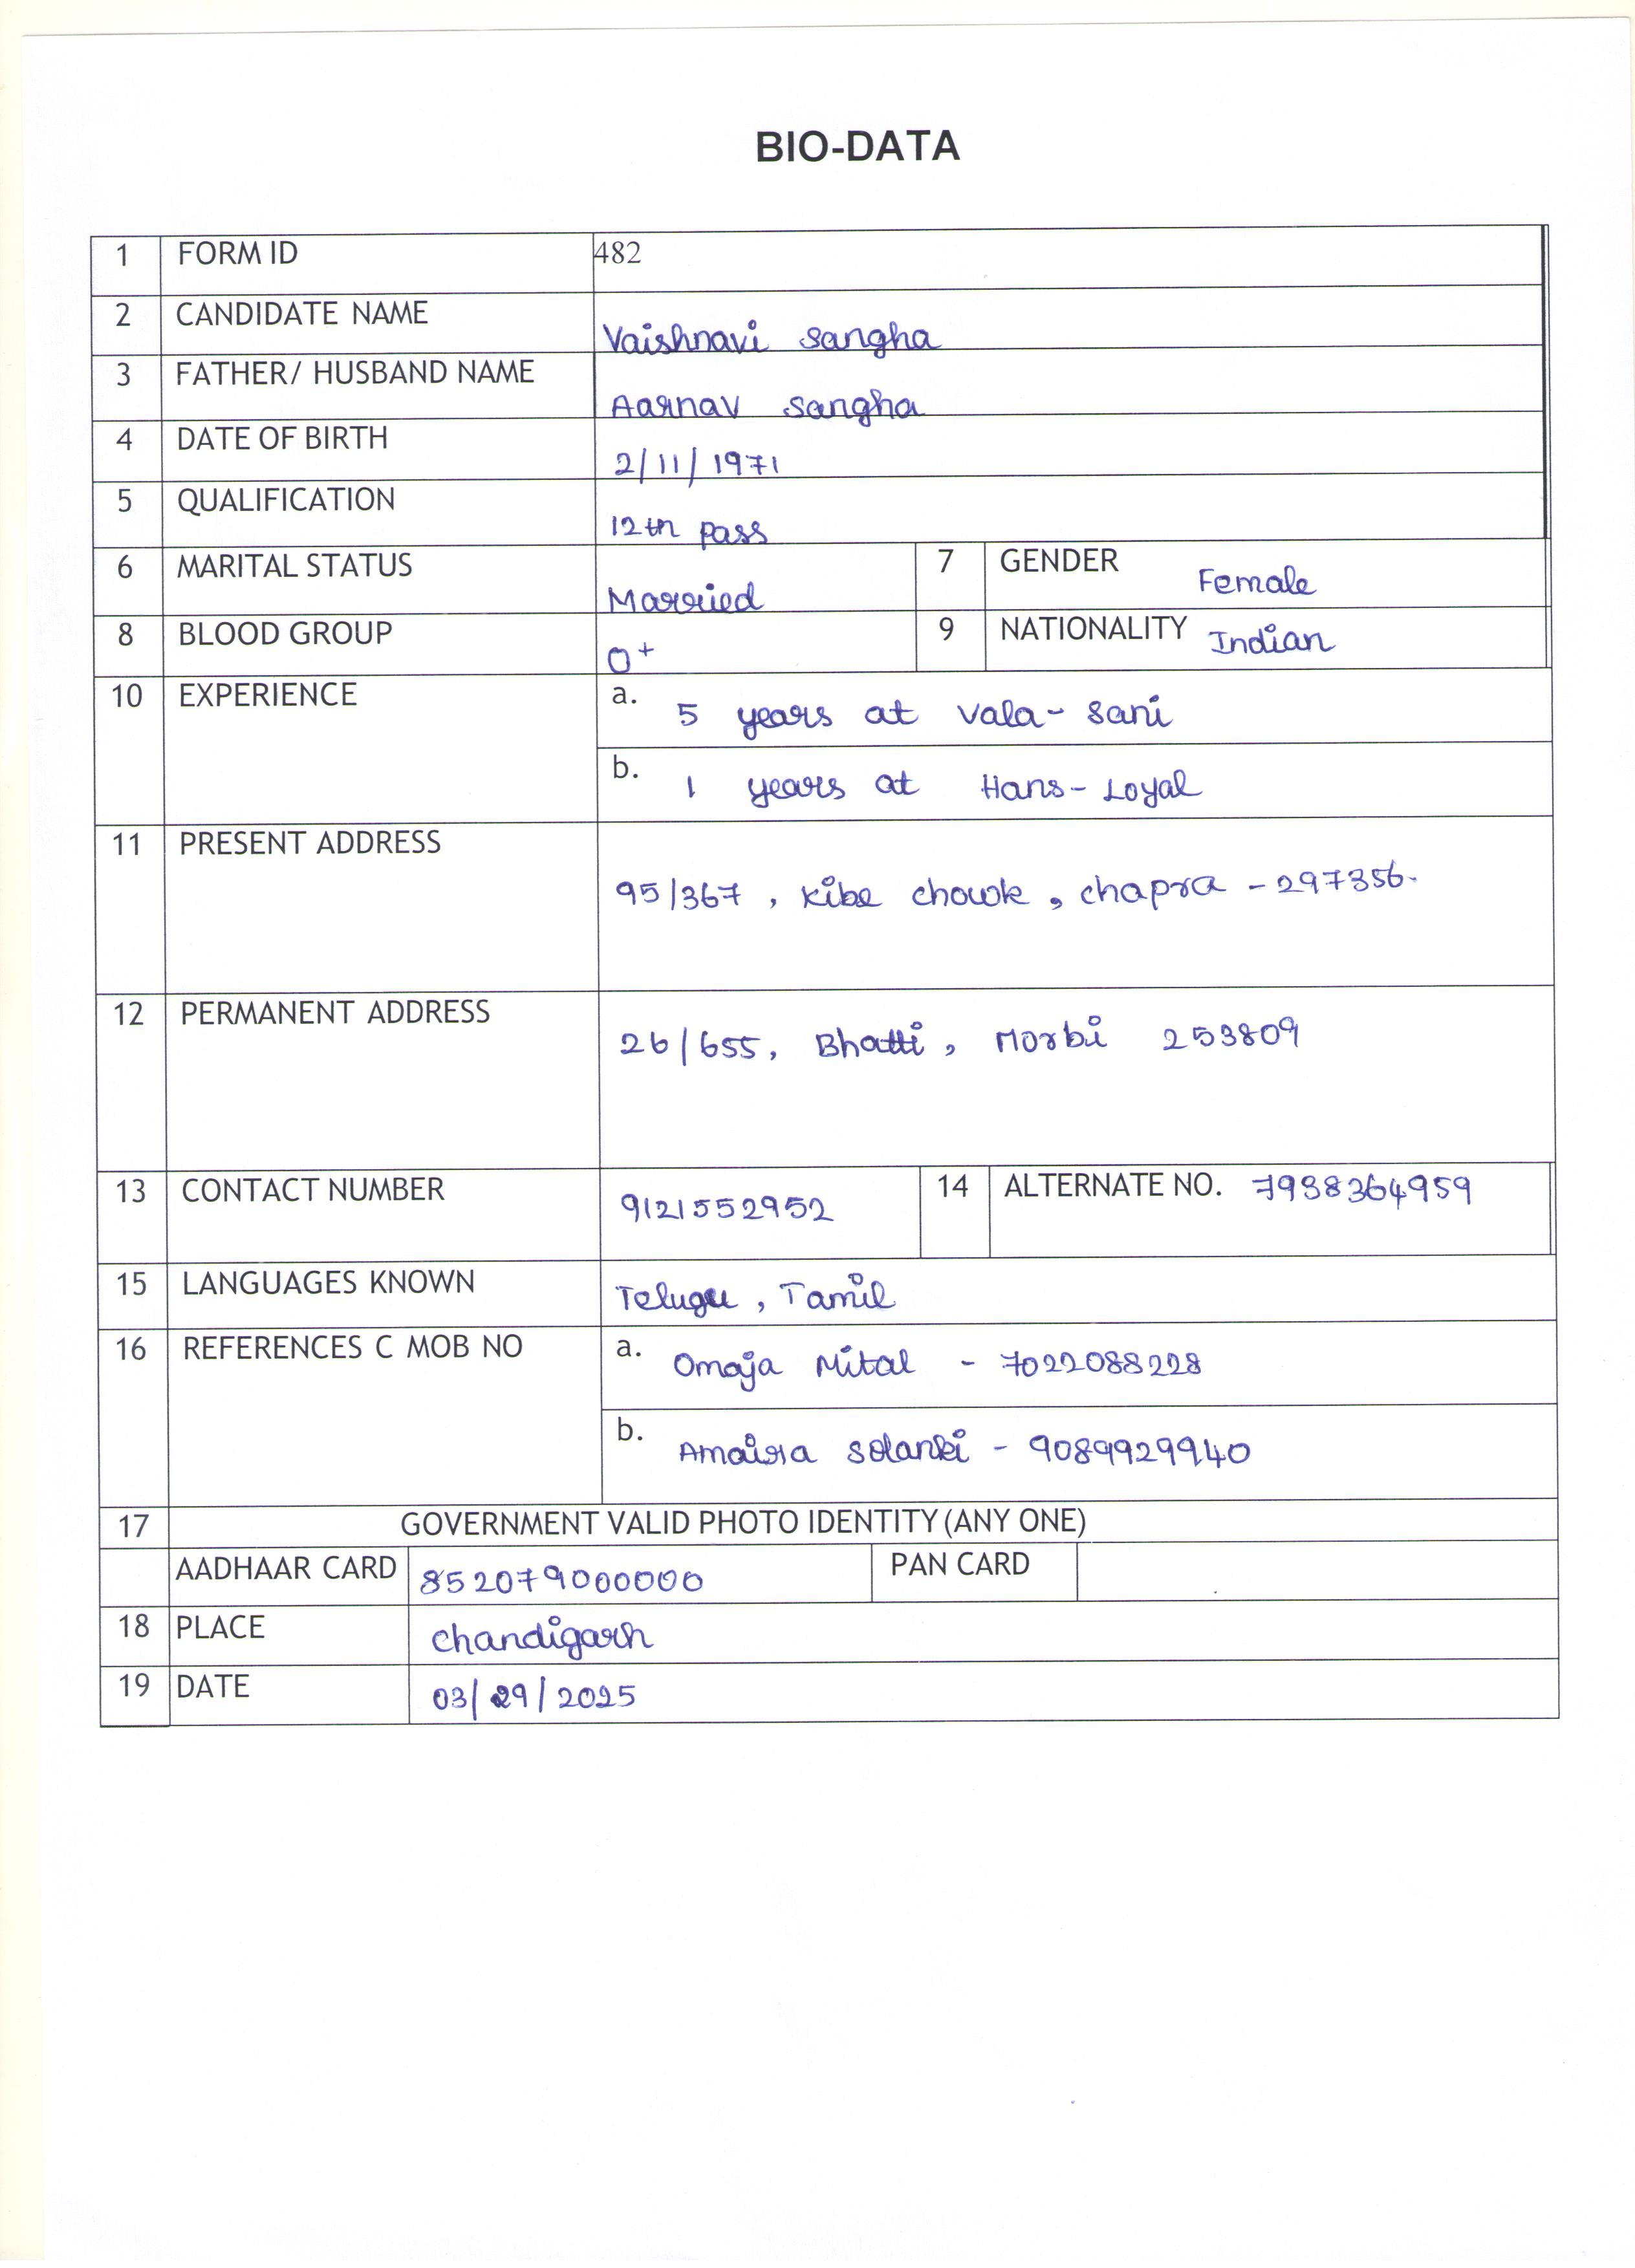 BIO-DATA
1 FORM ID 482
2 CANDIDATE NAME Vaishnavi Sangha
3 FATHER/ HUSBAND NAME Aarnav Sangha
4 DATE OF BIRTH 2/11/1971
5 QUALIFICATION 12th pass
6 MARITAL STATUS Married 7 GENDER Female
8 BLOOD GROUP O+ 9 NATIONALITY Indian
10 EXPERIENCE a. 5 years at Vala-Sani
b. 1 years at Hans-Loyal
11 PRESENT ADDRESS 95/367, Kibe chowk, chapra - 297356.
12 PERMANENT ADDRESS 26/655, Bhatti, Morbi 253809
13 CONTACT NUMBER 9121552952 14 ALTERNATE NO. 7938364959
15 LANGUAGES KNOWN Telugu, Tamil
16 REFERENCES C MOB NO a. Omaja Mital - 7022088228
b. Amaira Solanki - 9089929940
17 GOVERNMENT VALID PHOTO IDENTITY (ANY ONE)
AADHAAR CARD 852079000000 PAN CARD
18 PLACE Chandigarh
19 DATE 03/29/2025